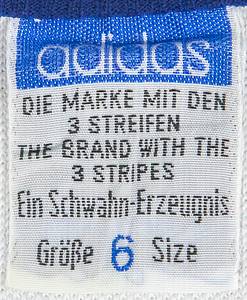 adidas
DIE MARKE MIT DEN
3 STREIFEN
THE BRAND WITH THE
3 STRIPES
Ein Schwahn-Erzeugnis
Größe 6 Size